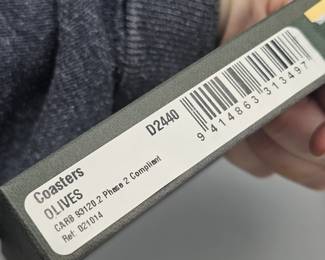 Coasters
OLIVES
CARB 93120.2 Phase 2 Compliant
Ref: 021014
D2440
9 414863 313497